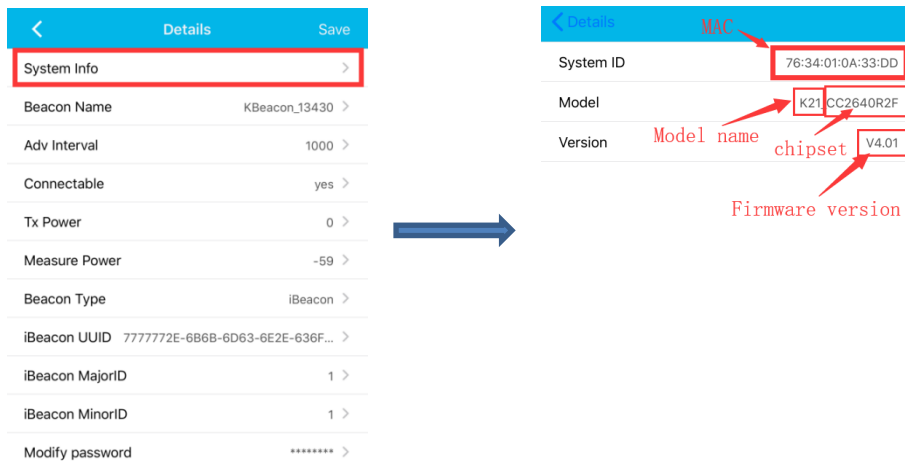 Details Save
System Info
Beacon Name KBeacon_13430
Adv Interval 1000
Connectable yes
Tx Power 0
Measure Power -59
Beacon Type iBeacon
iBeacon UUID 7777772E-6B6B-6D63-6E2E-636F...
iBeacon MajorID 1
iBeacon MinorID 1
Modify password ********
Details MAC
System ID 76:34:01:0A:33:DD
Model K21_CC2640R2F
Version V4.01
Model name
chipset
Firmware version